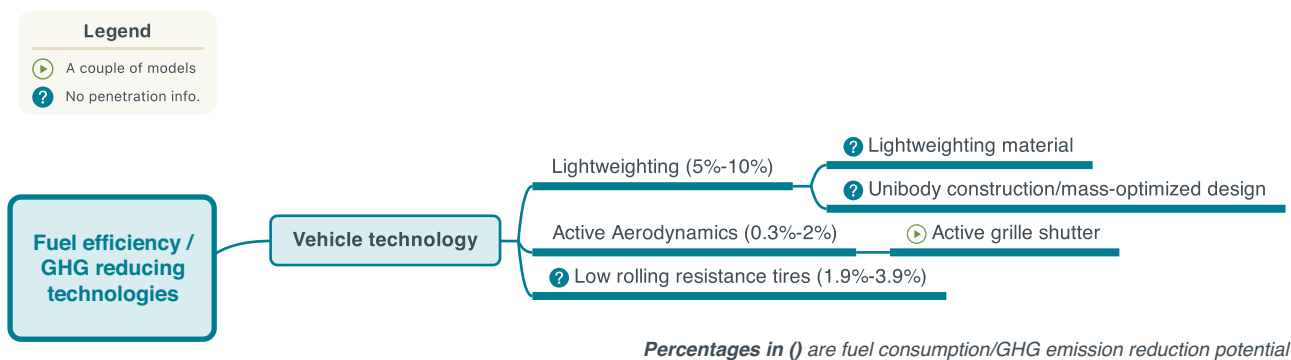 Legend
A couple of models
No penetration info.
Fuel efficiency /
GHG reducing
technologies
Vehicle technology
Lightweighting (5%-10%)
Lightweighting material
Unibody construction/mass-optimized design
Active Aerodynamics (0.3%-2%)
Active grille shutter
Low rolling resistance tires (1.9%-3.9%)
Percentages in () are fuel consumption/GHG emission reduction potential